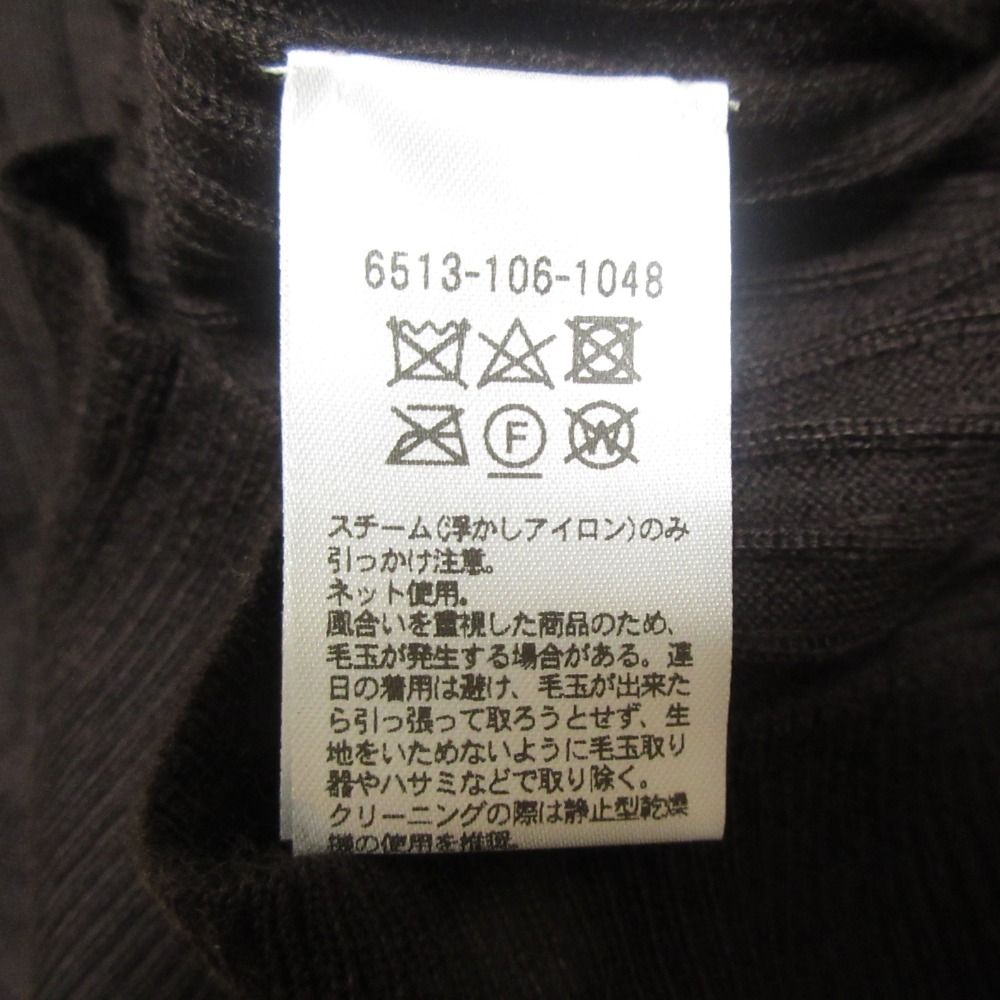 6513-106-1048
F
W
スチーム(浮かしアイロン)のみ
引っかけ注意。
ネット使用。
風合いを重視した商品のため、
毛玉が発生する場合がある。連
日の着用は避け、毛玉が出来た
ら引っ張って取ろうとせず、生
地をいためないように毛玉取り
器やハサミなどで取り除く。
クリーニングの際は静止型乾燥
機の使用を推奨。